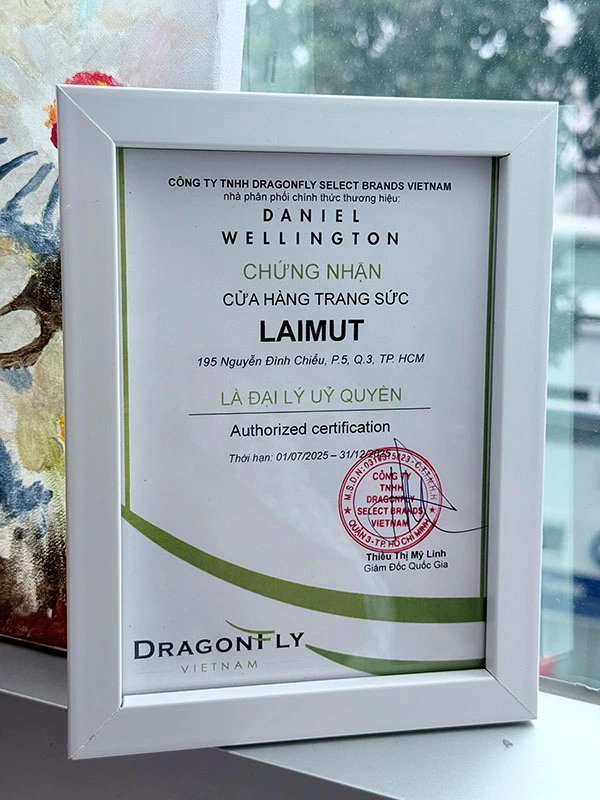 CÔNG TY TNHH DRAGONFLY SELECT BRANDS VIETNAM
nhà phân phối chính thức thương hiệu:
DANIEL
WELLINGTON
CHỨNG NHẬN
CỬA HÀNG TRANG SỨC
LAIMUT
195 Nguyễn Đình Chiểu, P.5, Q.3, TP. HCM
LÀ ĐẠI LÝ UỶ QUYỀN
Authorized certification
Thời hạn: 01/07/2025 – 31/12/2025
CÔNG TY
TNHH
DRAGONFLY
SELECT BRANDS
VIETNAM
QUẬN 3 - TP. HỒ CHÍ MINH
Thiều Thị Mỹ Linh
Giám Đốc Quốc Gia
DRAGONFLY
VIETNAM